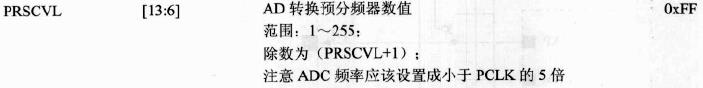 PRSCVL [13:6] AD 转换预分频器数值 0xFF
范围：1～255；
除数为（PRSCVL+1）；
注意 ADC 频率应该设置成小于 PCLK 的 5 倍